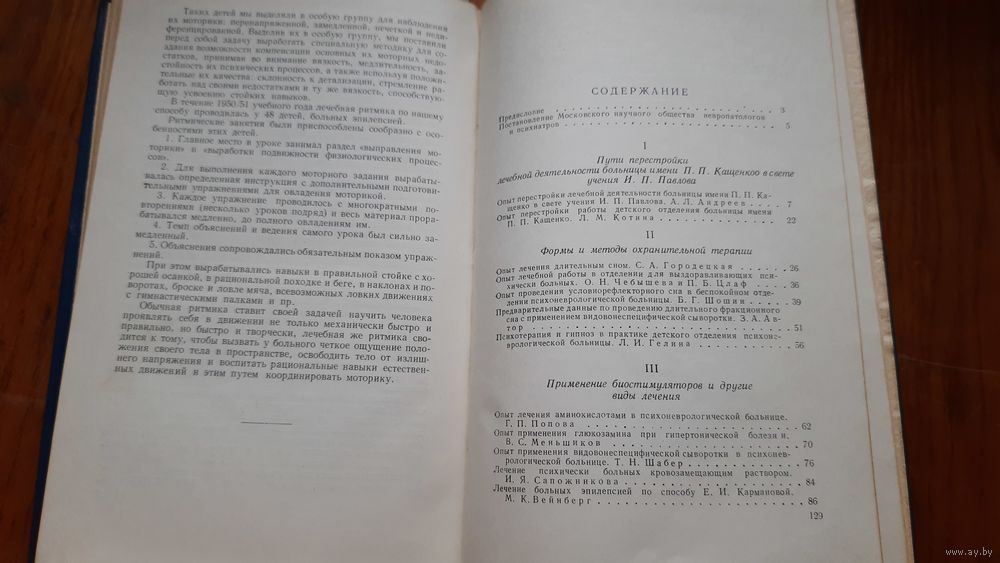 Таких детей мы выделили в особую группу для наблюдения
их моторики: перенапряженной, замедленной, нечеткой и недиф-
ференцированной. Выделив их в особую группу, мы поставили
перед собой задачу выработать специальную методику для со-
здания возможности компенсации основных их моторных недо-
статков, принимая во внимание вязкость, медлительность, за-
стойность их психических процессов, а также используя положи-
тельные их качества: склонность к детализации, стремление ра-
ботать над своими недостатками и ту же вязкость, способствую-
щую усвоению стойких навыков.
В течение 1950/51 учебного года лечебная ритмика по нашему
способу проводилась у 48 детей, больных эпилепсией.
Ритмические занятия были приспособлены сообразно с осо-
бенностями этих детей.
1. Главное место в уроке занимал раздел «выправления мо-
торики» и «выработки подвижности физиологических процес-
сов».
2. Для выполнения каждого моторного задания вырабаты-
валась определенная инструкция с дополнительными подготови-
тельными упражнениями для овладения моторикой.
3. Каждое упражнение проводилось с многократными по-
вторениями (несколько уроков подряд) и весь материал прора-
батывался медленно, до полного овладения им.
4. Темп объяснений и ведения самого урока был сильно за-
медленный.
5. Объяснения сопровождались обязательным показом упраж-
нений.
При этом вырабатывались навыки в правильной стойке с хо-
рошей осанкой, в рациональной походке и беге, в наклонах и по-
воротах, броске и ловле мяча, всевозможных ловких движениях
с гимнастическими палками и пр.
Обычная ритмика ставит своей задачей научить человека
проявлять себя в движении не только механически быстро и
правильно, но быстро и творчески, лечебная же ритмика сво-
дится к тому, чтобы вызвать у больного четкое ощущение поло-
жения своего тела в пространстве, освободить тело от излиш-
него напряжения и воспитать рациональные навыки естествен-
ных движений и этим путем координировать моторику.
СОДЕРЖАНИЕ
Предисловие . . . . . . . . . . . . . . 3
Постановление Московского научного общества невропатологов
и психиатров . . . . . . . . . . . . . . 5
I
Пути перестройки
лечебной деятельности больницы имени П. П. Кащенко в свете
учения И. П. Павлова
Опыт перестройки лечебной деятельности больницы имени П. П. Ка-
щенко в свете учения И. П. Павлова. А. Л. Андреев . . . 7
Опыт перестройки работы детского отделения больницы имени
П. П. Кащенко. Л. М. Котина . . . . . . . . . 22
II
Формы и методы охранительной терапии
Опыт лечения длительным сном. С. А. Городецкая . . . . . . 26
Опыт лечебной работы в отделении для выздоравливающих пси-
хически больных. О. Н. Чебышева и П. Б. Цлаф . . . . 36
Опыт проведения условнорефлекторного сна в беспокойном отде-
лении психоневрологической больницы. Б. Г. Шошин . . . . 39
Предварительные данные по проведению длительного фракционного
сна с применением видовонеспецифической сыворотки. З. А. Ав-
тор . . . . . . . . . . . . . . . . 51
Психотерапия и гипноз в практике детского отделения психонев-
рологической больницы. Л. И. Гелина . . . . . . . . 56
III
Применение биостимуляторов и другие
виды лечения
Опыт лечения аминокислотами в психоневрологической больнице.
Г. П. Попова . . . . . . . . . . . . . . 62
Опыт применения глюкозамина при гипертонической болезни.
В. С. Меньшиков . . . . . . . . . . . . . 70
Опыт применения видовонеспецифической сыворотки в психонев-
рологической больнице. Т. Н. Шабер . . . . . . . . 76
Лечение психически больных кровозамещающим раствором.
И. Я. Сапожникова . . . . . . . . . . . . 84
Лечение больных эпилепсией по способу Е. И. Кармановой.
М. К. Вейнберг . . . . . . . . . . . . . 86
129
www.ay.by